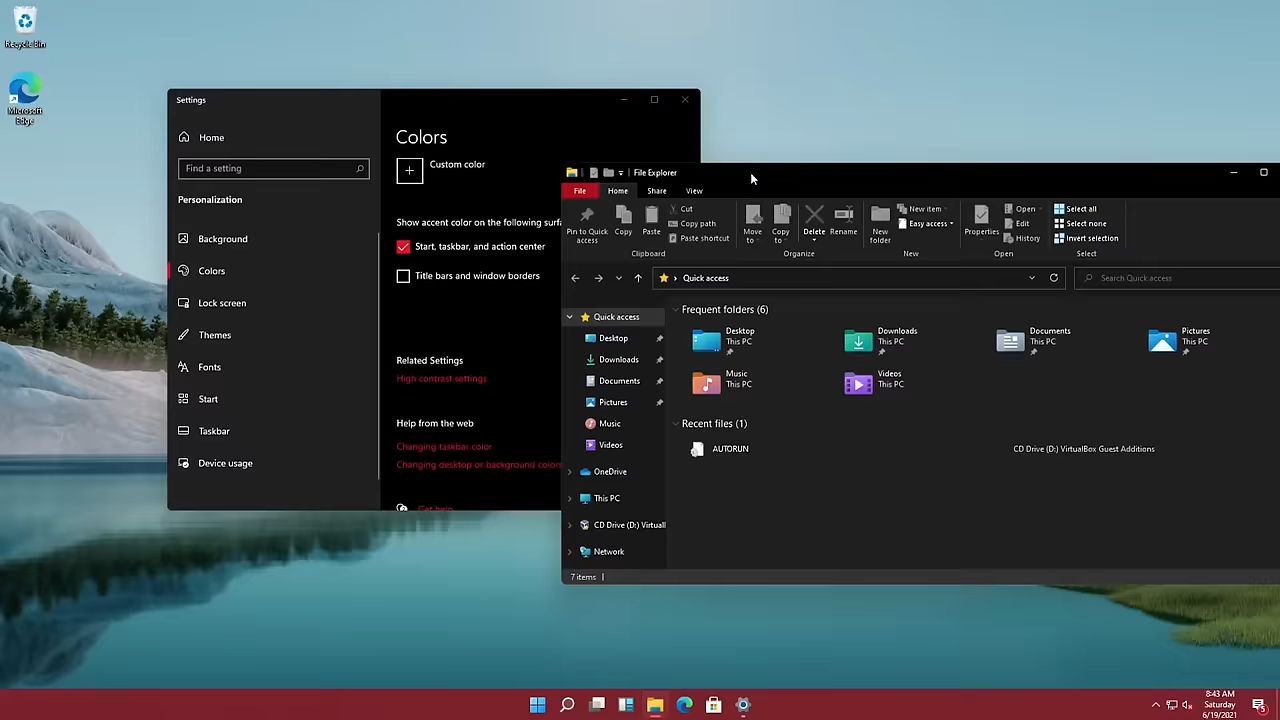 Recycle Bin
Microsoft
Edge
Settings
Home
Find a setting
Personalization
Background
Colors
Lock screen
Themes
Fonts
Start
Taskbar
Device usage
Colors
Custom color
Show accent color on the following surfa
Start, taskbar, and action center
Title bars and window borders
Related Settings
High contrast settings
Help from the web
Changing taskbar color
Changing desktop or background colors
Get help
File Explorer
File
Home
Share
View
Pin to Quick
access
Copy
Paste
Cut
Copy path
Paste shortcut
Clipboard
Move
to
Copy
to
Delete
Rename
Organize
New
folder
New item
Easy access
New
Properties
Open
Edit
History
Open
Select all
Select none
Invert selection
Select
Quick access
Search Quick access
Quick access
Desktop
Downloads
Documents
Pictures
Music
Videos
OneDrive
This PC
CD Drive (D:) Virtuall
Network
Frequent folders (6)
Desktop
This PC
Downloads
This PC
Documents
This PC
Pictures
This PC
Music
This PC
Videos
This PC
Recent files (1)
AUTORUN
CD Drive (D:) VirtualBox Guest Additions
7 items
8:43 AM
Saturday
6/19/2021